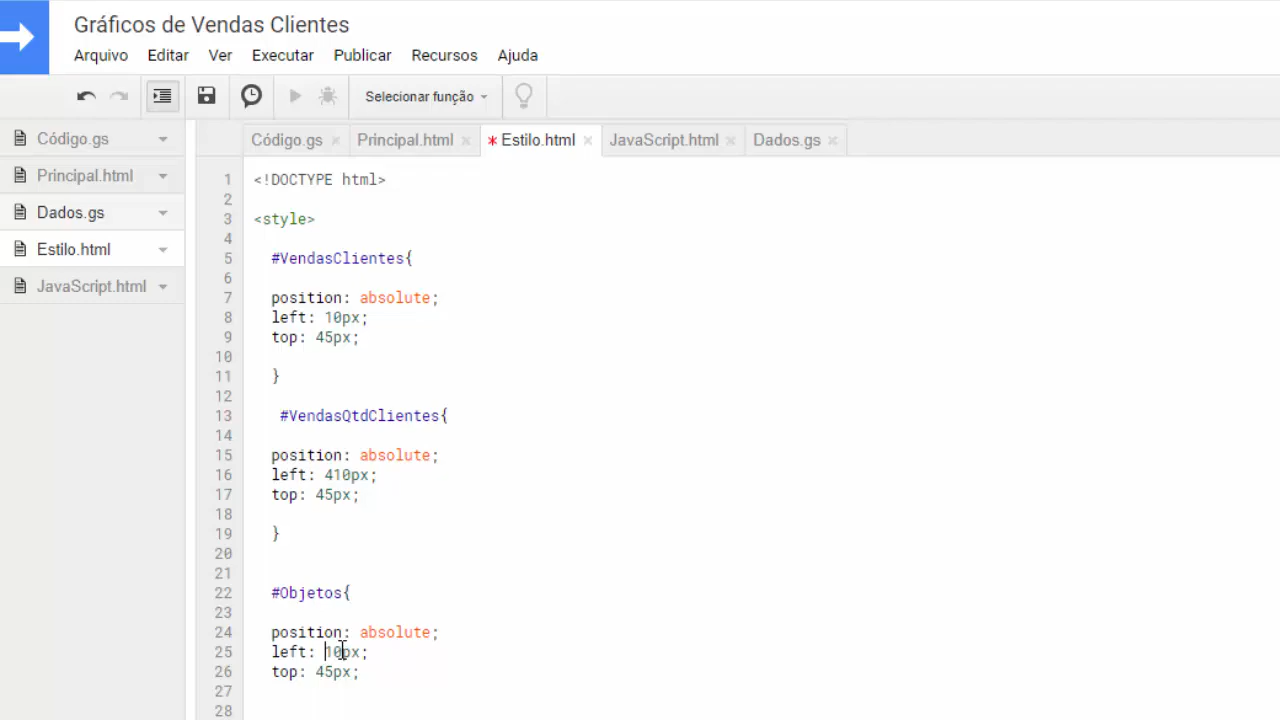 Gráficos de Vendas Clientes
Arquivo Editar Ver Executar Publicar Recursos Ajuda
Selecionar função
Código.gs
Principal.html
Dados.gs
Estilo.html
JavaScript.html
Código.gs Principal.html * Estilo.html JavaScript.html Dados.gs
1 <!DOCTYPE html>
2
3 <style>
4
5 #VendasClientes{
6
7 position: absolute;
8 left: 10px;
9 top: 45px;
10
11 }
12
13 #VendasQtdClientes{
14
15 position: absolute;
16 left: 410px;
17 top: 45px;
18
19 }
20
21
22 #Objetos{
23
24 position: absolute;
25 left: 10px;
26 top: 45px;
27
28